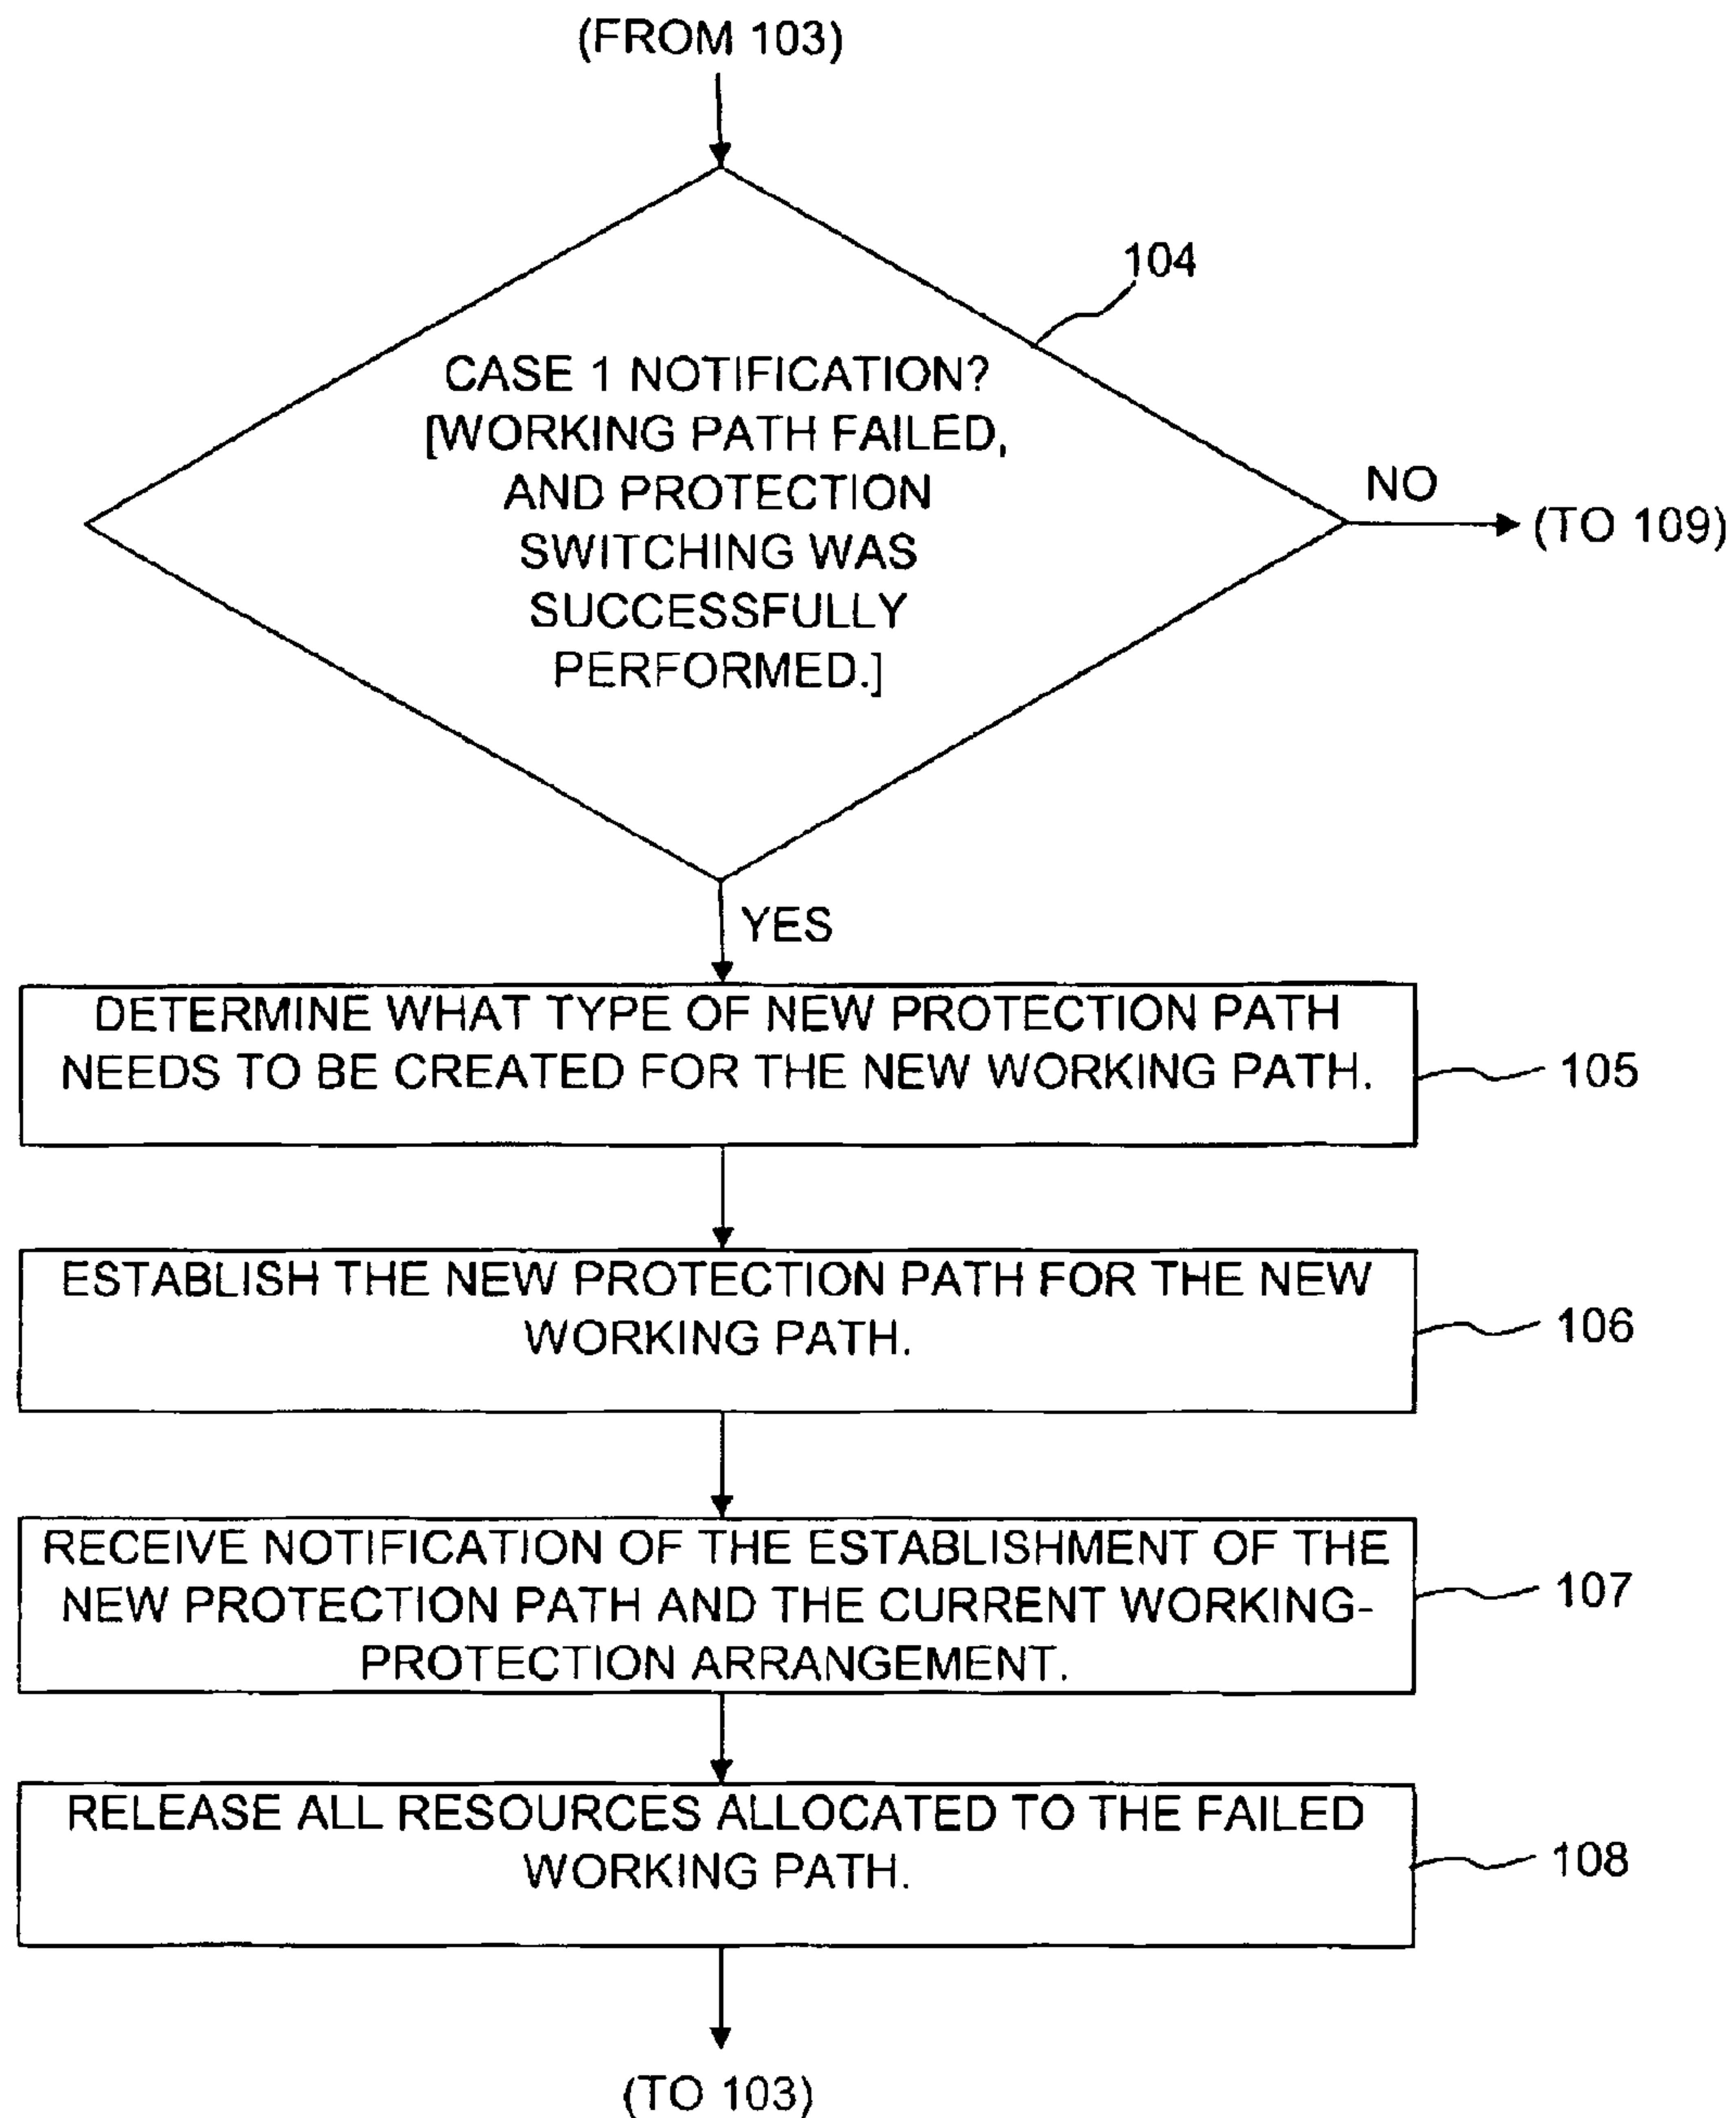 (FROM 103)
104
CASE 1 NOTIFICATION?
[WORKING PATH FAILED,
AND PROTECTION
SWITCHING WAS
SUCCESSFULLY
PERFORMED.]
NO
(TO 109)
YES
DETERMINE WHAT TYPE OF NEW PROTECTION PATH
NEEDS TO BE CREATED FOR THE NEW WORKING PATH.
105
ESTABLISH THE NEW PROTECTION PATH FOR THE NEW
WORKING PATH.
106
RECEIVE NOTIFICATION OF THE ESTABLISHMENT OF THE
NEW PROTECTION PATH AND THE CURRENT WORKING-
PROTECTION ARRANGEMENT.
107
RELEASE ALL RESOURCES ALLOCATED TO THE FAILED
WORKING PATH.
108
(TO 103)